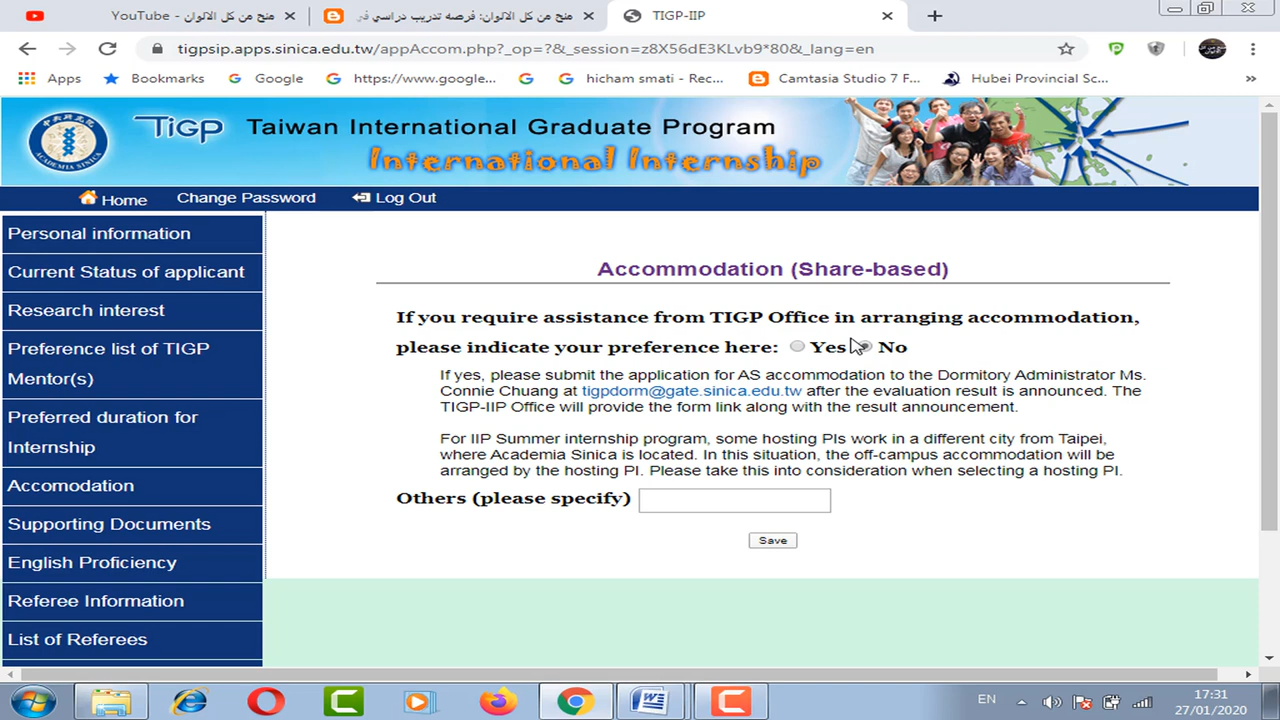 منح من كل الالوان - YouTube
منح من كل الالوان: فرصه تدريب دراسي في
TIGP-IIP
tigpsip.apps.sinica.edu.tw/appAccom.php?_op=?&_session=z8X56dE3KLvb9*80&_lang=en
Apps Bookmarks Google https://www.google... hicham smati - Rec... Camtasia Studio 7 F... Hubei Provincial Sc... »
ACADEMIA SINICA
TIGP Taiwan International Graduate Program
International Internship
Home Change Password Log Out
Personal information
Current Status of applicant
Research interest
Preference list of TIGP
Mentor(s)
Preferred duration for
Internship
Accomodation
Supporting Documents
English Proficiency
Referee Information
List of Referees
Accommodation (Share-based)
If you require assistance from TIGP Office in arranging accommodation,
please indicate your preference here: Yes No
If yes, please submit the application for AS accommodation to the Dormitory Administrator Ms.
Connie Chuang at tigpdorm@gate.sinica.edu.tw after the evaluation result is announced. The
TIGP-IIP Office will provide the form link along with the result announcement.
For IIP Summer internship program, some hosting PIs work in a different city from Taipei,
where Academia Sinica is located. In this situation, the off-campus accommodation will be
arranged by the hosting PI. Please take this into consideration when selecting a hosting PI.
Others (please specify)
Save
EN
17:31
27/01/2020